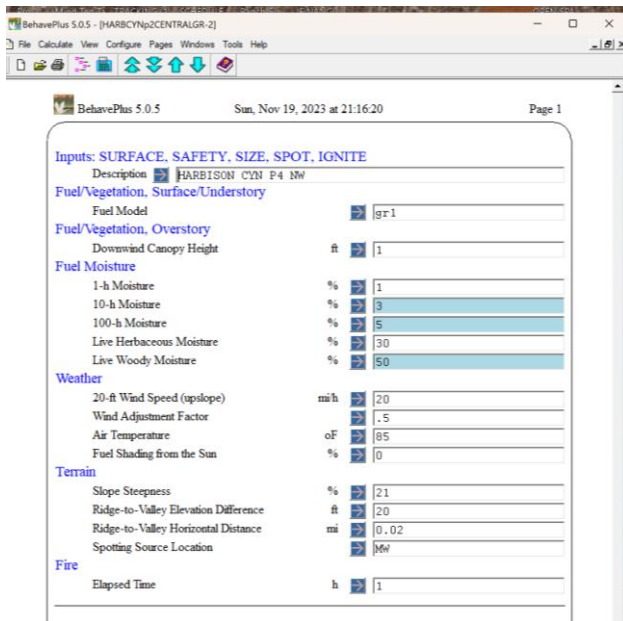 BehavePlus 5.0.5 - [HARBCYNp2CENTRALGR-2]
File Calculate View Configure Pages Windows Tools Help
BehavePlus 5.0.5 Sun, Nov 19, 2023 at 21:16:20 Page 1
Inputs: SURFACE, SAFETY, SIZE, SPOT, IGNITE
Description HARBISON CYN P4 NW
Fuel/Vegetation, Surface/Understory
Fuel Model gr1
Fuel/Vegetation, Overstory
Downwind Canopy Height ft 1
Fuel Moisture
1-h Moisture % 1
10-h Moisture % 3
100-h Moisture % 5
Live Herbaceous Moisture % 30
Live Woody Moisture % 50
Weather
20-ft Wind Speed (upslope) mi/h 20
Wind Adjustment Factor .5
Air Temperature oF 85
Fuel Shading from the Sun % 0
Terrain
Slope Steepness % 21
Ridge-to-Valley Elevation Difference ft 20
Ridge-to-Valley Horizontal Distance mi 0.02
Spotting Source Location MW
Fire
Elapsed Time h 1